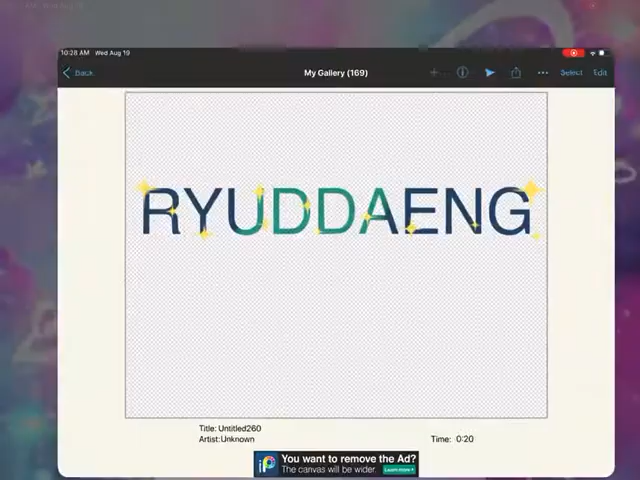 10:28 AM Wed Aug 19
Back
My Gallery (169)
Select
Edit
RYUDDAENG
Title: Untitled260
Artist:Unknown
Time: 0:20
You want to remove the Ad?
The canvas will be wider.
Learn more